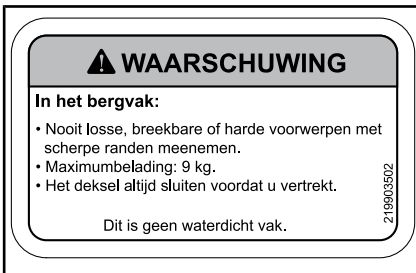 WAARSCHUWING
In het bergvak:
• Nooit losse, breekbare of harde voorwerpen met
scherpe randen meenemen.
• Maximumbelading: 9 kg.
• Het deksel altijd sluiten voordat u vertrekt.
Dit is geen waterdicht vak.
219903502